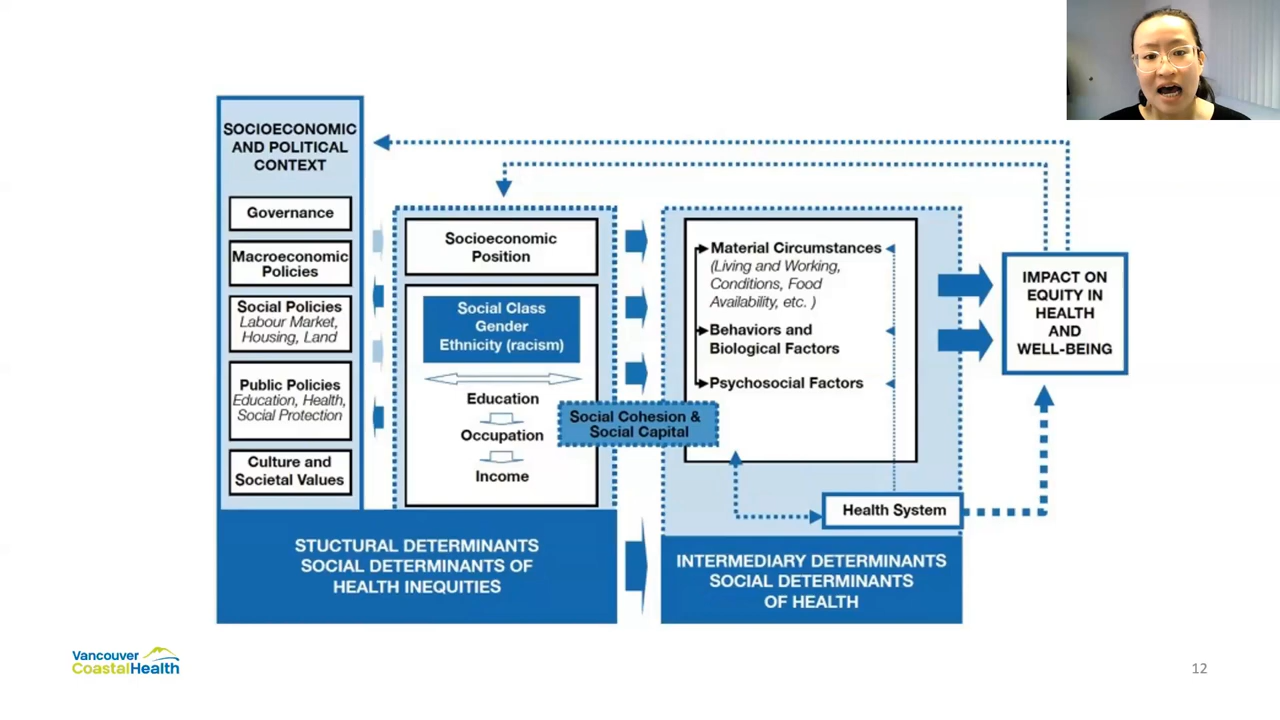 SOCIOECONOMIC
AND POLITICAL
CONTEXT
Governance
Macroeconomic
Policies
Social Policies
Labour Market,
Housing, Land
Public Policies
Education, Health,
Social Protection
Culture and
Societal Values
Socioeconomic
Position
Social Class
Gender
Ethnicity (racism)
Education
Occupation
Income
Social Cohesion &
Social Capital
STUCTURAL DETERMINANTS
SOCIAL DETERMINANTS OF
HEALTH INEQUITIES
Material Circumstances
(Living and Working,
Conditions, Food
Availability, etc. )
Behaviors and
Biological Factors
Psychosocial Factors
Health System
INTERMEDIARY DETERMINANTS
SOCIAL DETERMINANTS
OF HEALTH
IMPACT ON
EQUITY IN
HEALTH
AND
WELL-BEING
Vancouver
CoastalHealth
12